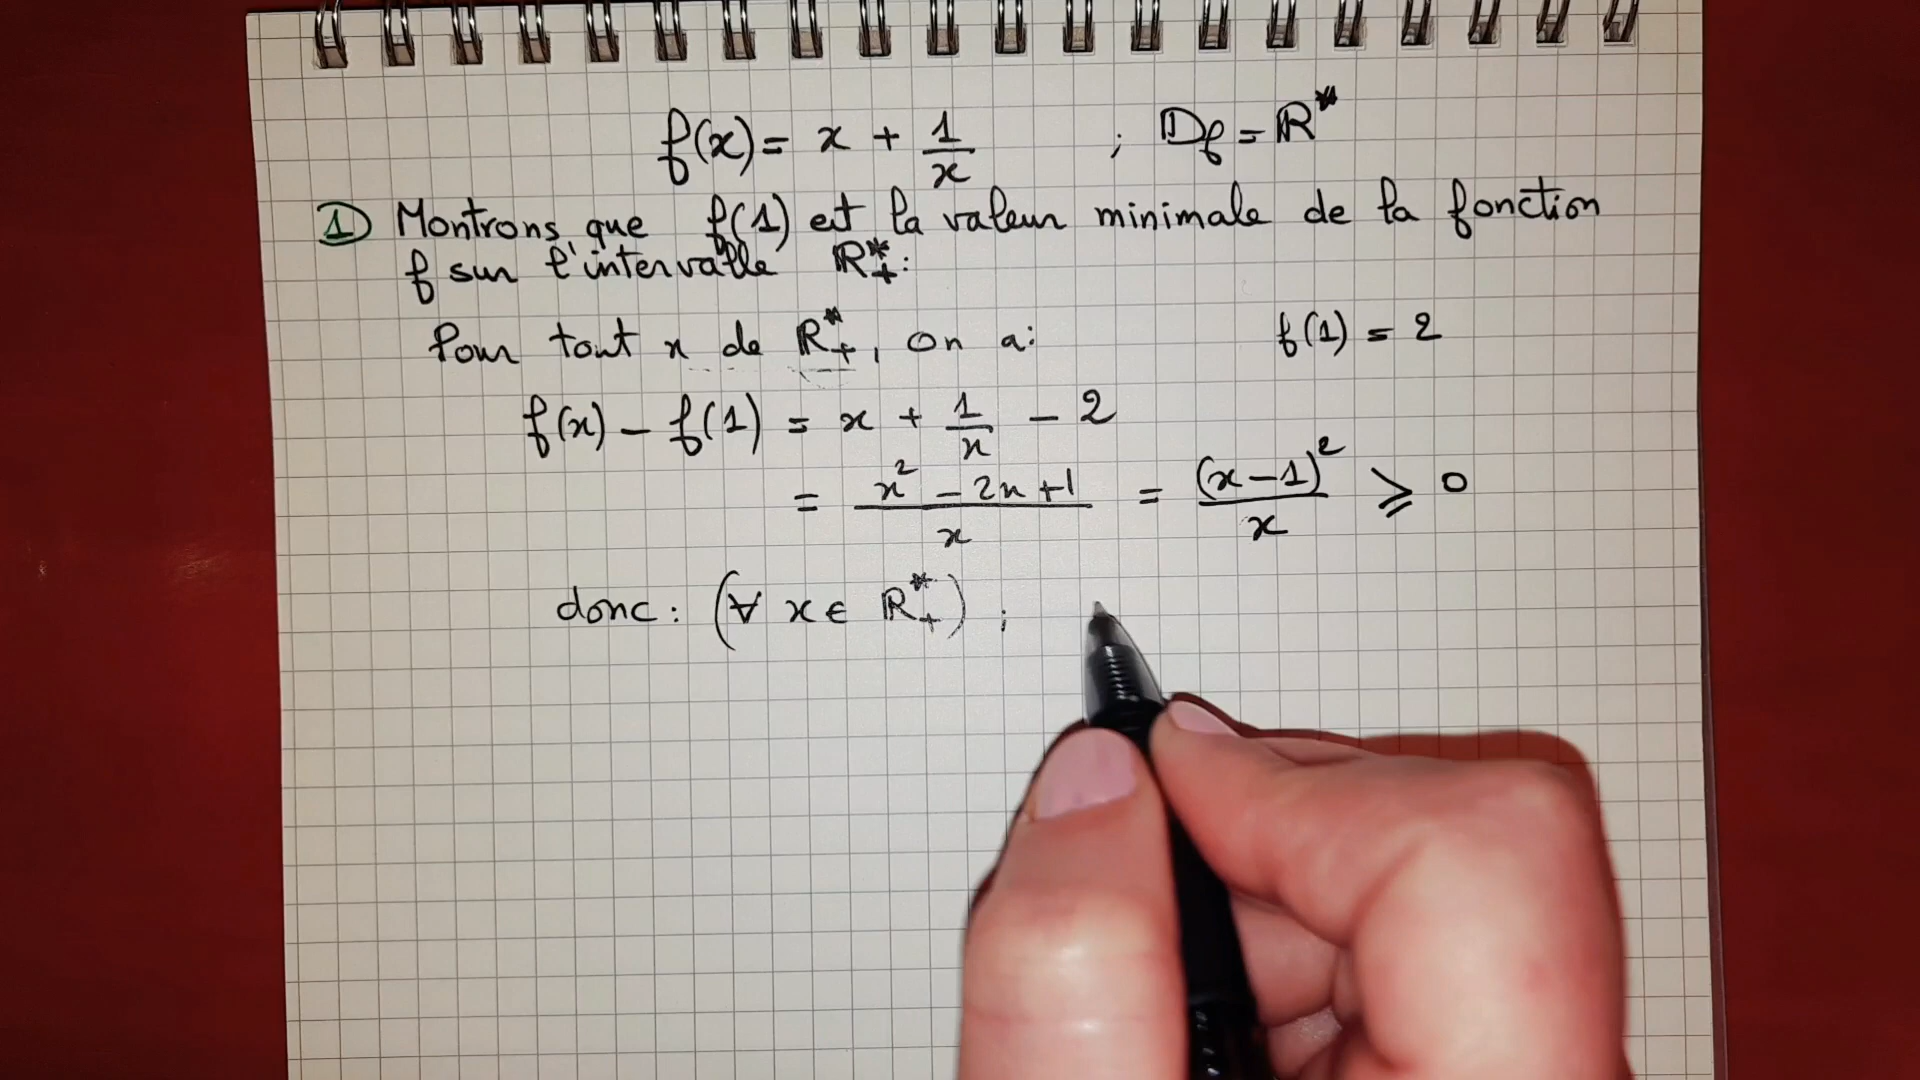 f(x) = x + 1/x ; Df = ℝ*
① Montrons que f(1) est la valeur minimale de la fonction
f sur l'intervalle ℝ*₊ :
Pour tout x de ℝ*₊, on a : f(1) = 2
f(x) – f(1) = x + 1/x – 2
= (x² – 2x + 1)/x = (x – 1)²/x ⩾ 0
donc : (∀ x ∈ ℝ*₊) ;